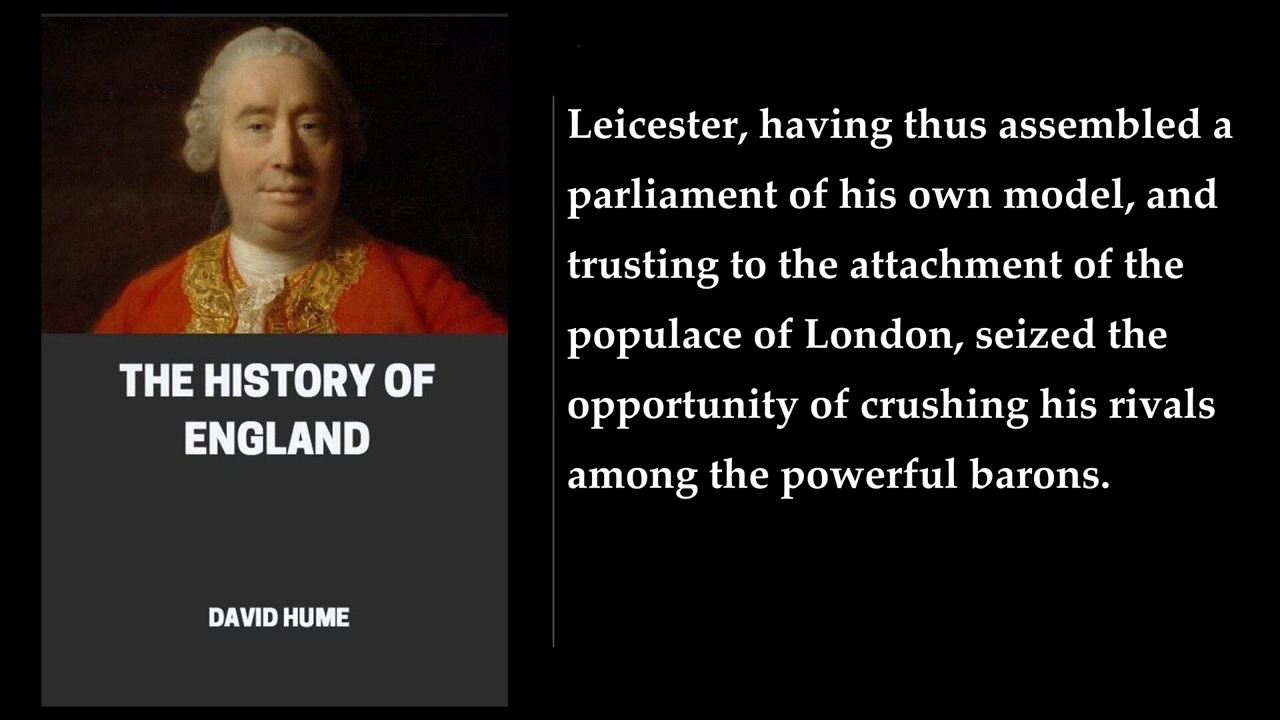 THE HISTORY OF
ENGLAND
DAVID HUME
Leicester, having thus assembled a
parliament of his own model, and
trusting to the attachment of the
populace of London, seized the
opportunity of crushing his rivals
among the powerful barons.